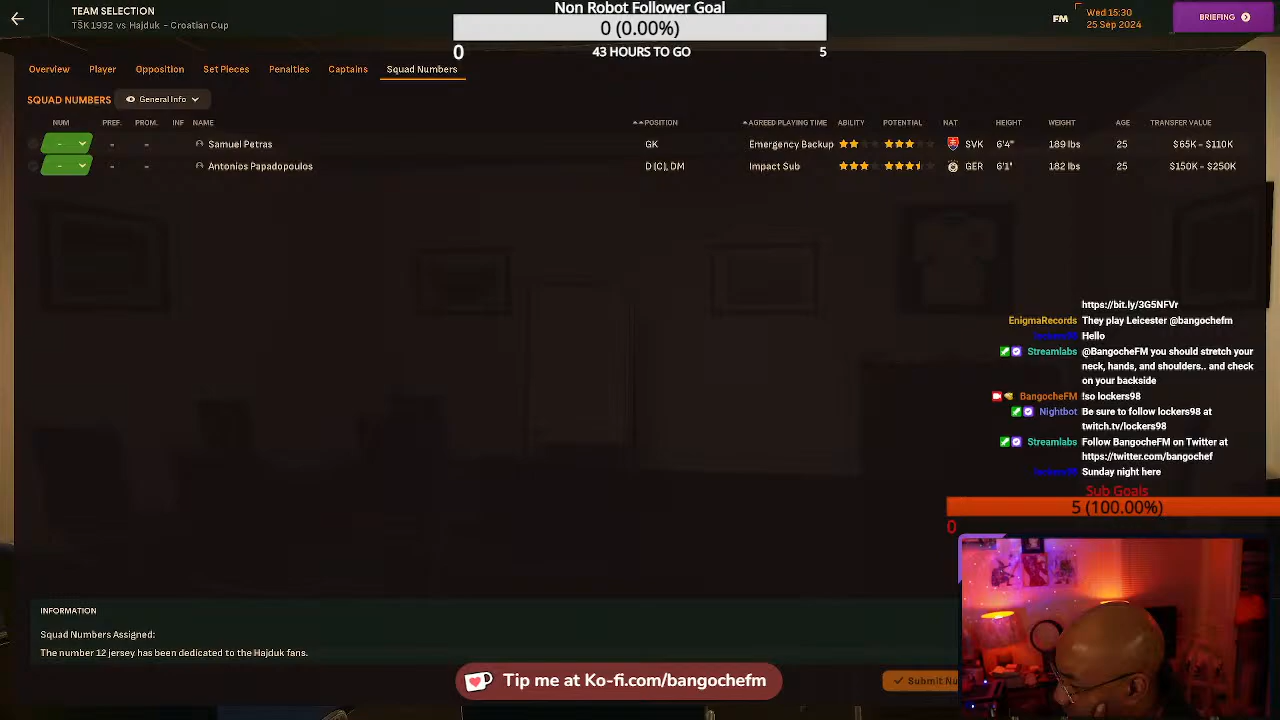 TEAM SELECTION
TSK 1932 vs Hajduk - Croatian Cup
Non Robot Follower Goal
0 (0.00%)
0
43 HOURS TO GO
5
FM
Wed 15:30
25 Sep 2024
BRIEFING
Overview
Player
Opposition
Set Pieces
Penalties
Captains
Squad Numbers
SQUAD NUMBERS
General Info
NUM PREF. PROM. INF NAME POSITION AGREED PLAYING TIME ABILITY POTENTIAL NAT HEIGHT WEIGHT AGE TRANSFER VALUE
- - - Samuel Petras GK Emergency Backup SVK 6'4" 189 lbs 25 $65K - $110K
- - - Antonios Papadopoulos D (C), DM Impact Sub GER 6'1" 182 lbs 25 $150K - $250K
https://bit.ly/3G5NFVr
EnigmaRecords They play Leicester @bangochefm
Hello
Streamlabs @BangocheFM you should stretch your
neck, hands, and shoulders.. and check
on your backside
BangocheFM !so lockers98
Nightbot Be sure to follow lockers98 at
twitch.tv/lockers98
Streamlabs Follow BangocheFM on Twitter at
https://twitter.com/bangochef
lockers98 Sunday night here
Sub Goals
5 (100.00%)
0
INFORMATION
Squad Numbers Assigned:
The number 12 jersey has been dedicated to the Hajduk fans.
Tip me at Ko-fi.com/bangochefm
Submit Nu